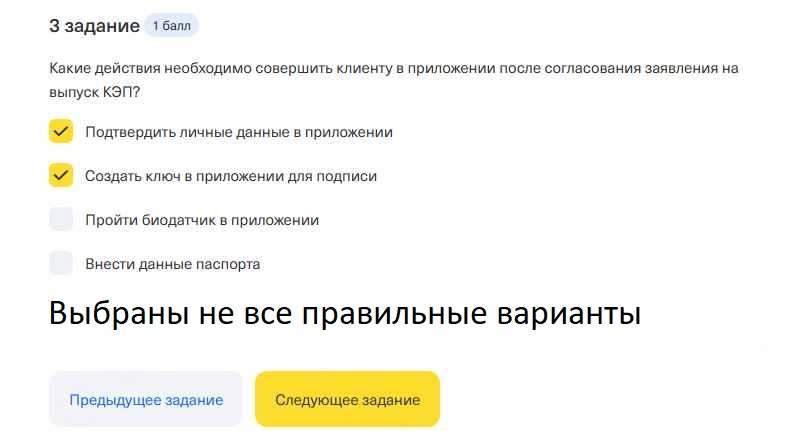 3 задание 1 балл
Какие действия необходимо совершить клиенту в приложении после согласования заявления на
выпуск КЭП?
Подтвердить личные данные в приложении
Создать ключ в приложении для подписи
Пройти биодатчик в приложении
Внести данные паспорта
Выбраны не все правильные варианты
Предыдущее задание Следующее задание